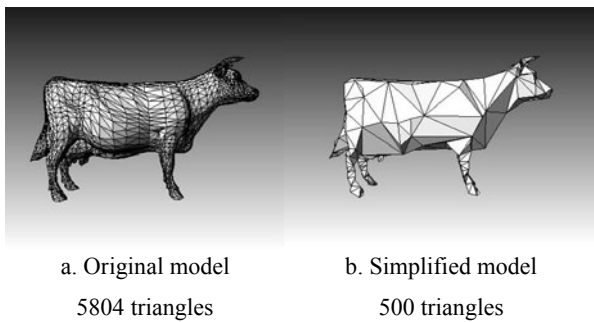 a. Original model
b. Simplified model
5804 triangles
500 triangles